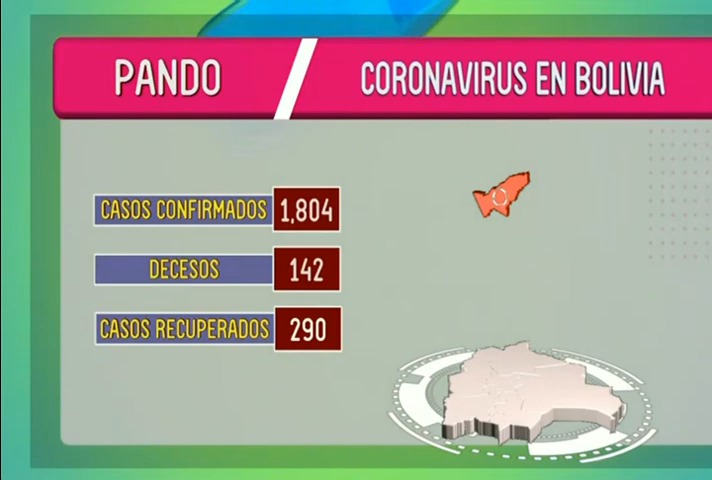 PANDO
CORONAVIRUS EN BOLIVIA
CASOS CONFIRMADOS 1,804
DECESOS 142
CASOS RECUPERADOS 290